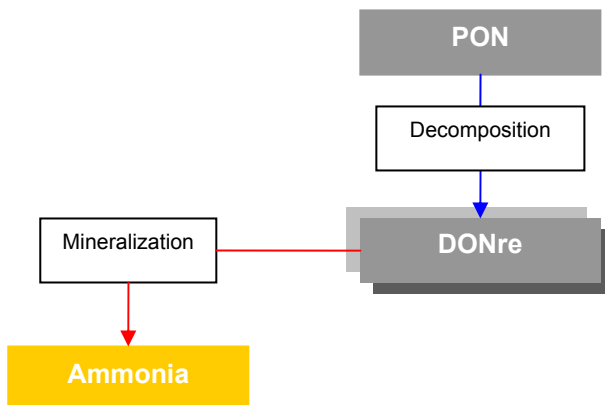 PON
Decomposition
DONre
Mineralization
Ammonia